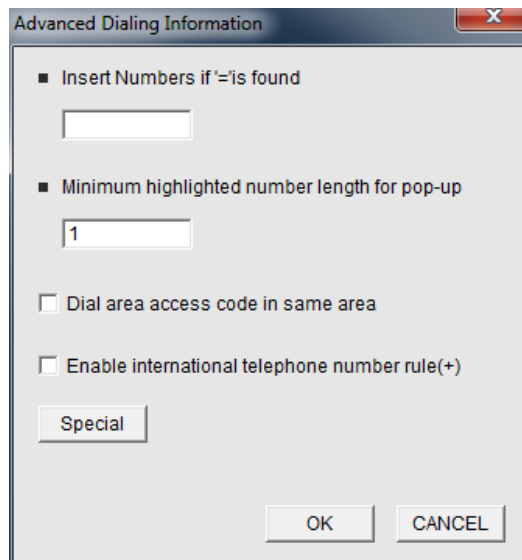 Advanced Dialing Information
Insert Numbers if '='is found
Minimum highlighted number length for pop-up
1
Dial area access code in same area
Enable international telephone number rule(+)
Special
OK CANCEL